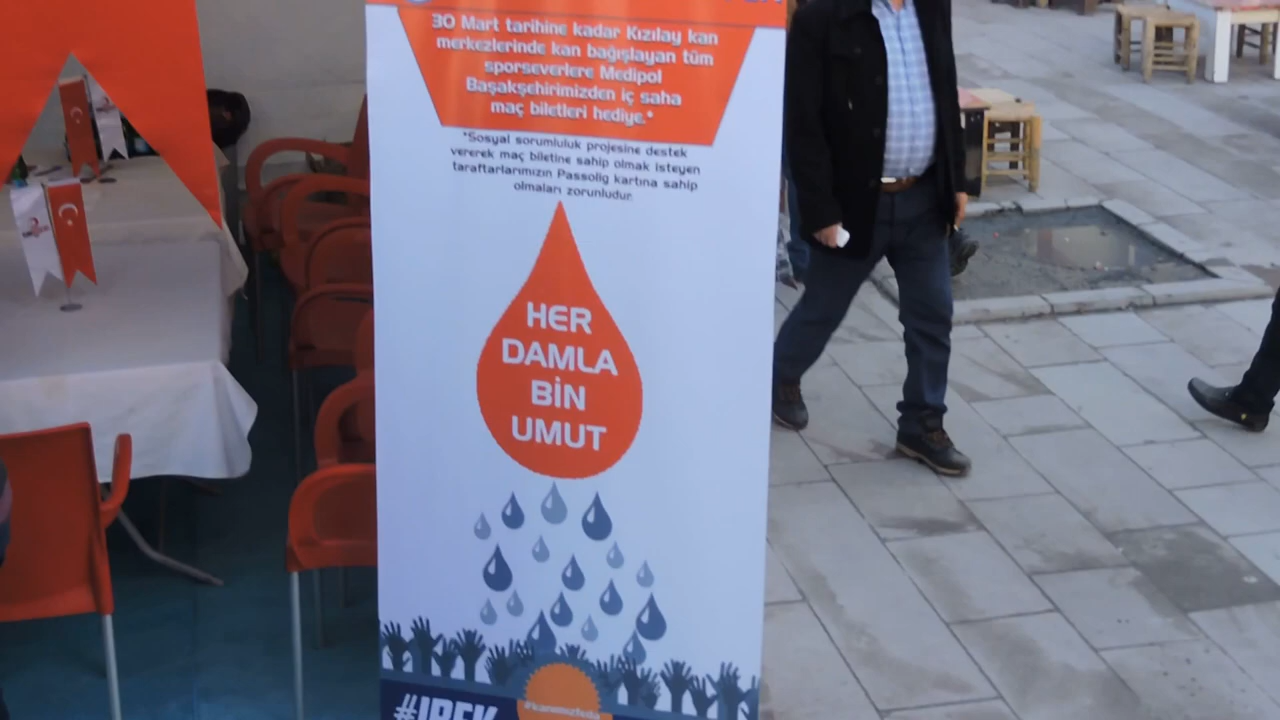 30 Mart tarihine kadar Kızılay kan
merkezlerinde kan bağışlayan tüm
sporseverlere Medipol
Başakşehirimizden iç saha
maç biletleri hediye.*
*Sosyal sorumluluk projesine destek
vererek maç biletine sahip olmak isteyen
taraftarlarımızın Passolig kartına sahip
olmaları zorunludur.
HER
DAMLA
BİN
UMUT